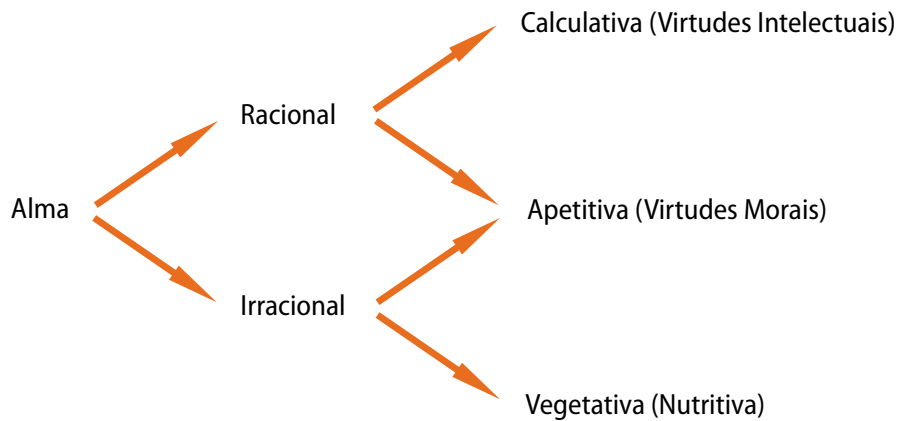 Calculativa (Virtudes Intelectuais)
Racional
Alma
Apetitiva (Virtudes Morais)
Irracional
Vegetativa (Nutritiva)